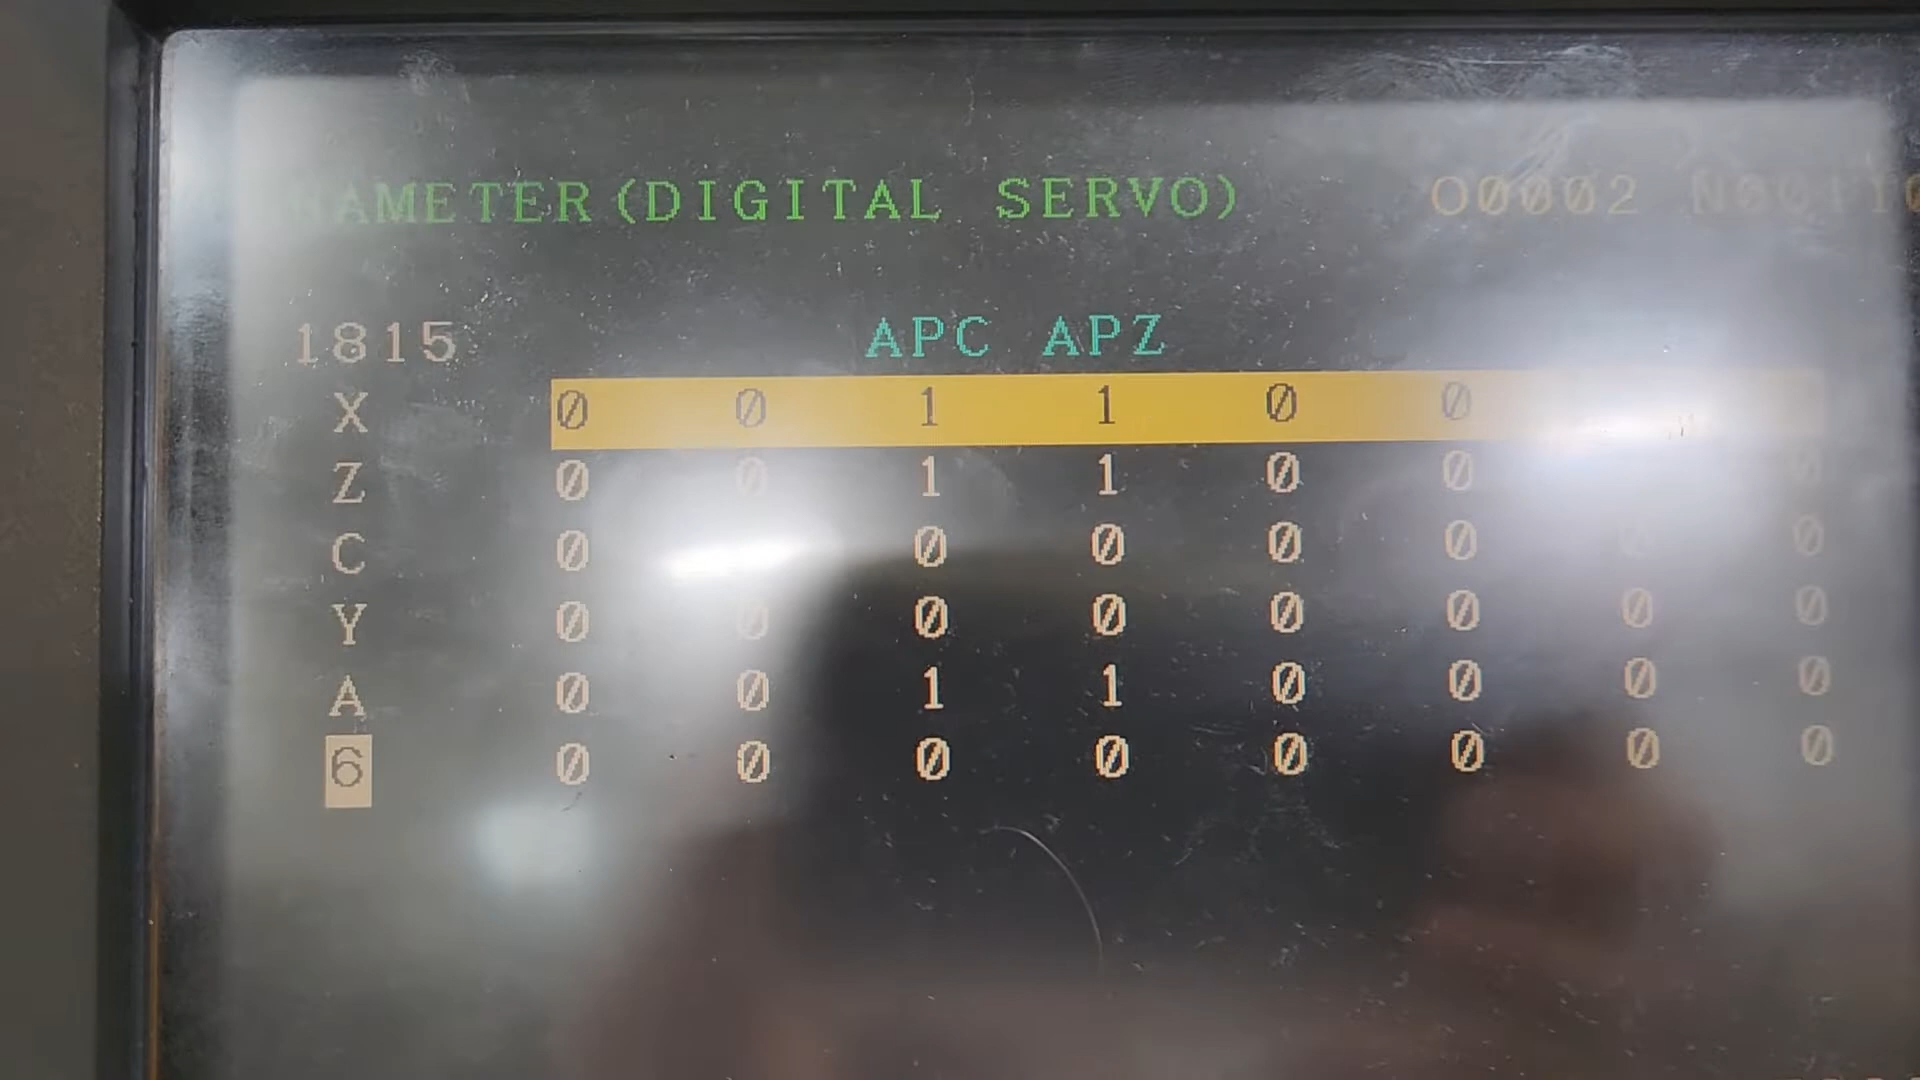 AMETER(DIGITAL SERVO) O0002
1815 APC APZ
X 0 0 1 1 0 0
Z 0 0 1 1 0 0 0
C 0 0 0 0 0 0 0
Y 0 0 0 0 0 0 0 0
A 0 0 1 1 0 0 0 0
6 0 0 0 0 0 0 0 0